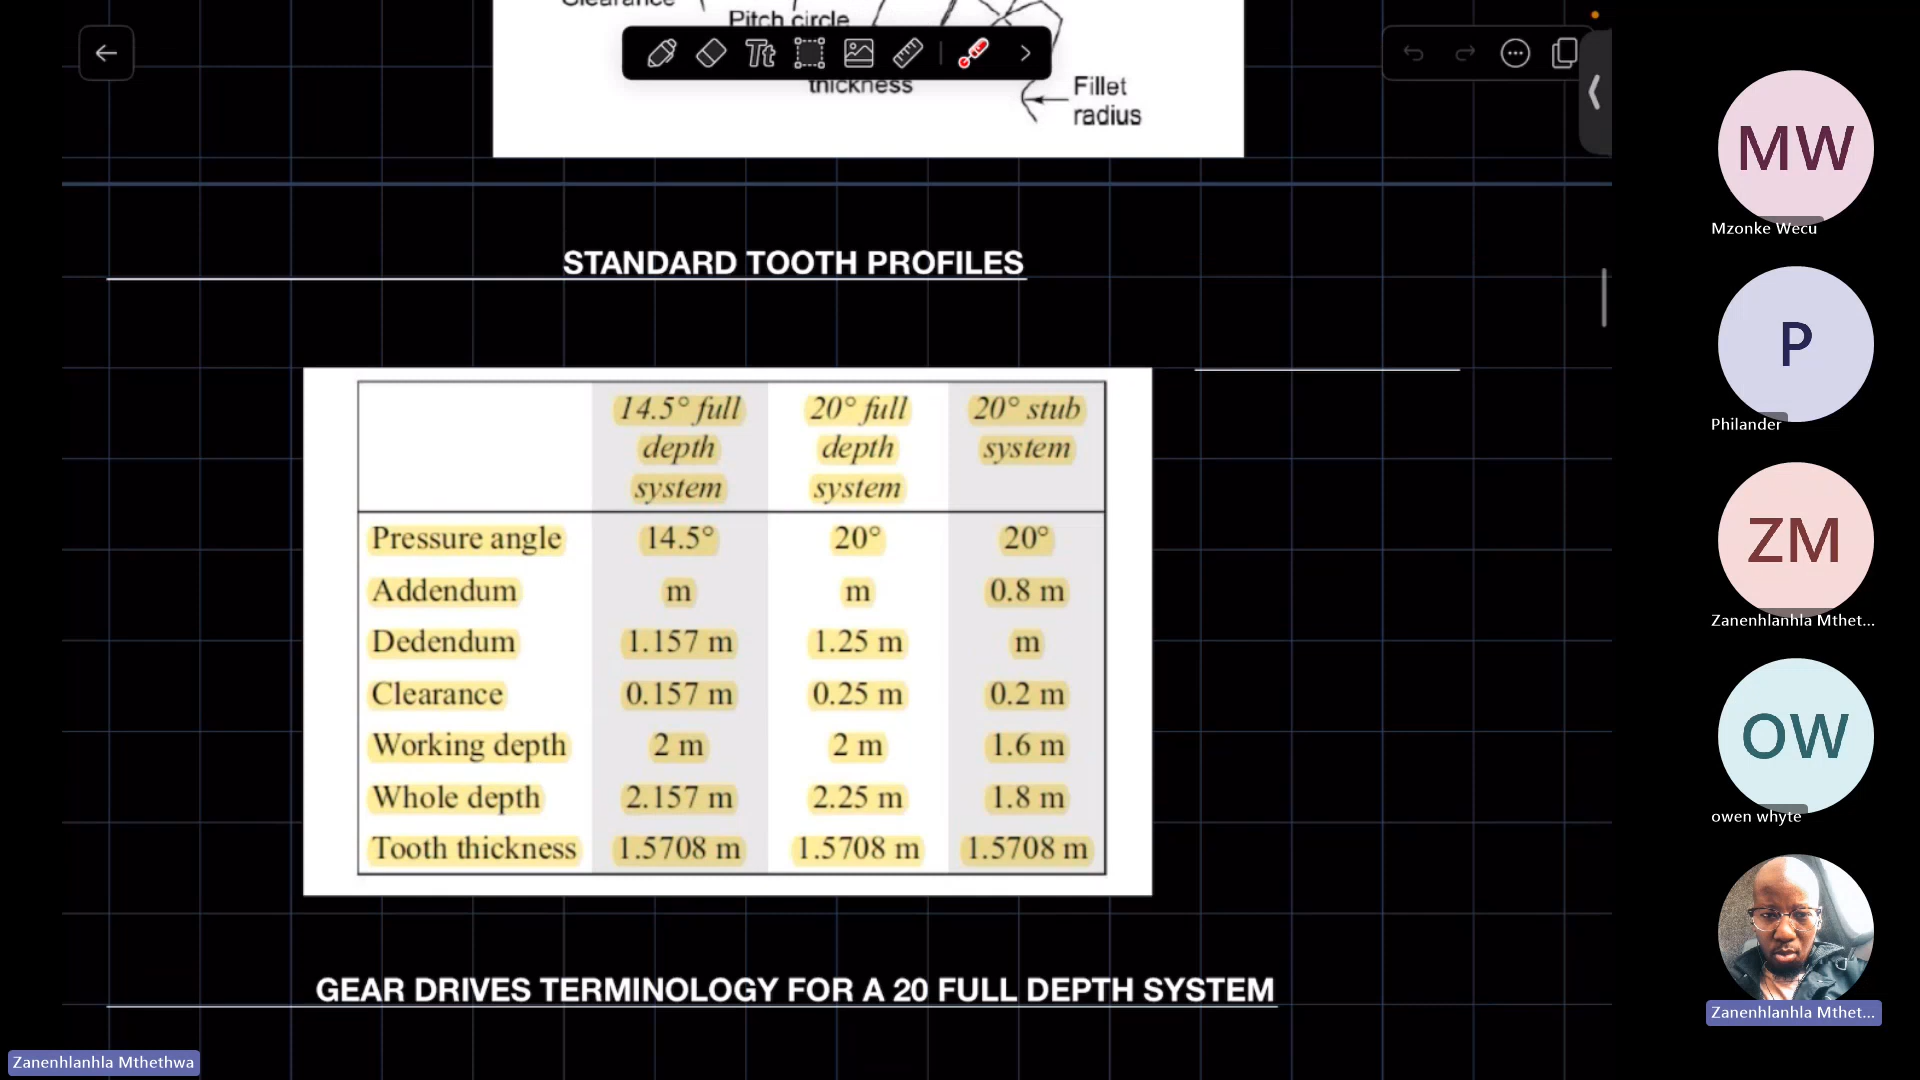 Clearance
Pitch circle
Tt
thickness
Fillet
radius
STANDARD TOOTH PROFILES
14.5° full depth system
20° full depth system
20° stub system
Pressure angle 14.5° 20° 20°
Addendum m m 0.8 m
Dedendum 1.157 m 1.25 m m
Clearance 0.157 m 0.25 m 0.2 m
Working depth 2 m 2 m 1.6 m
Whole depth 2.157 m 2.25 m 1.8 m
Tooth thickness 1.5708 m 1.5708 m 1.5708 m
GEAR DRIVES TERMINOLOGY FOR A 20 FULL DEPTH SYSTEM
Zanenhlanhla Mthethwa
MW
Mzonke Wecu
P
Philander
ZM
Zanenhlanhla Mthet...
OW
owen whyte
Zanenhlanhla Mthet...